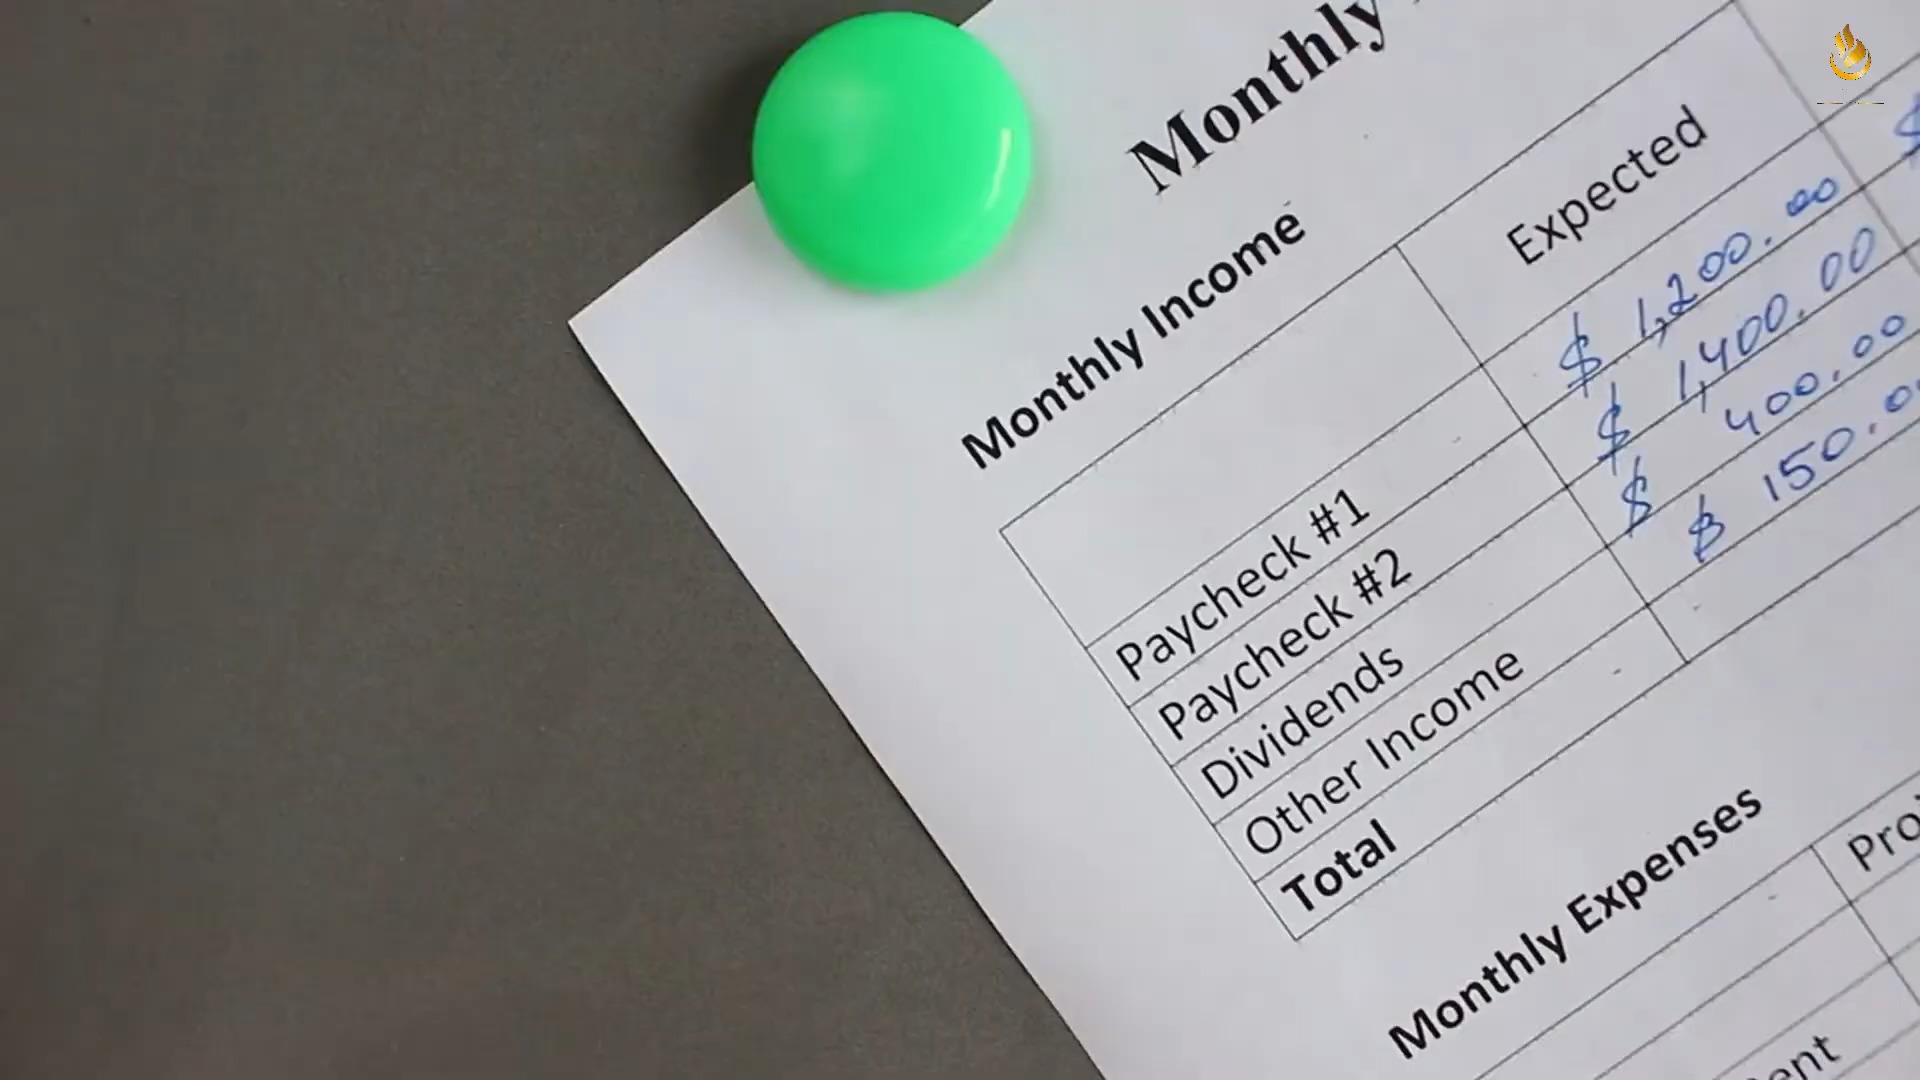 Monthly
Monthly Income
Expected
Paycheck #1 $ 1,200.00
Paycheck #2 $ 1,400.00
Dividends $ 400.00
Other Income $ 150.00
Total
Monthly Expenses